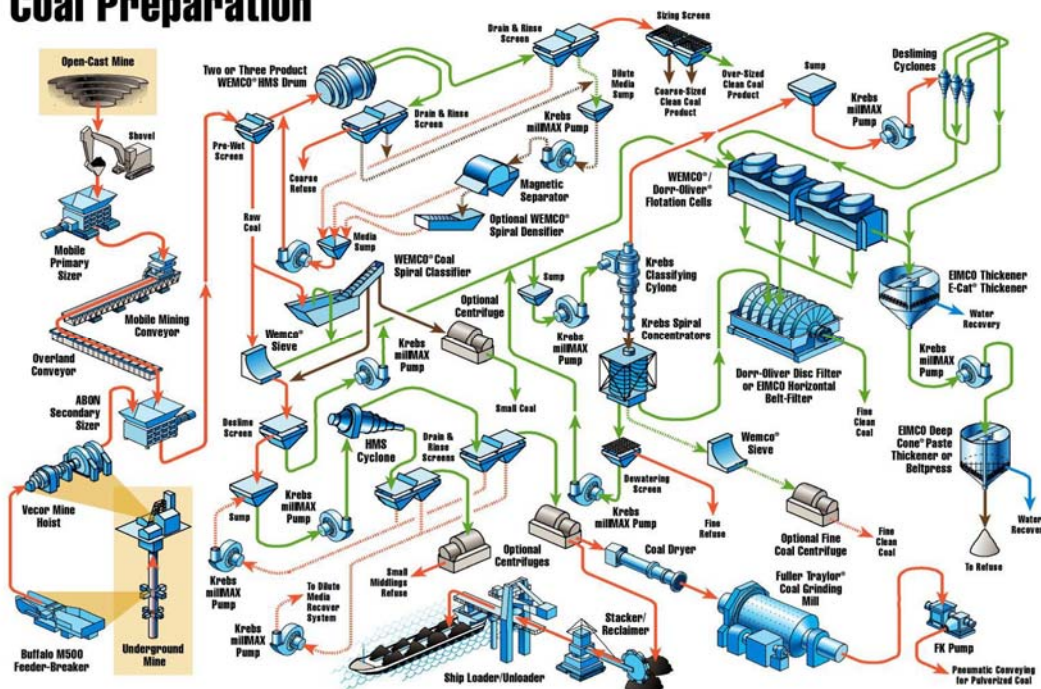 Coal Preparation
Open-Cast Mine
Shovel
Mobile
Primary
Sizer
Mobile Mining
Conveyor
Overland
Conveyor
ABON
Secondary
Sizer
Vecor Mine
Hoist
Buffalo M500
Feeder-Breaker
Underground
Mine
Two or Three Product
WEMCO® HMS Drum
Pre-Wet
Screen
Raw
Coal
Coarse
Refuse
Drain & Rinse
Screen
Drain & Rinse
Screen
Sizing Screen
Dilute
Media
Sump
Coarse-Sized
Clean Coal
Product
Over-Sized
Clean Coal
Product
Krebs
millMAX Pump
Magnetic
Separator
Optional WEMCO®
Spiral Densifier
Media
Sump
Krebs
millMAX
Pump
WEMCO® Coal
Spiral Classifier
Wemco®
Sieve
Krebs
millMAX
Pump
Optional
Centrifuge
Small Coal
Sump
Krebs
millMAX
Pump
Krebs
Classifying
Cylone
Krebs Spiral
Concentrators
Sump
Krebs
millMAX
Pump
Desliming
Cyclones
WEMCO®/
Dorr-Oliver®
Flotation Cells
EIMCO Thickener
E-Cat® Thickener
Water
Recovery
Krebs
millMAX
Pump
Dorr-Oliver Disc Filter
or EIMCO Horizontal
Belt-Filter
Fine
Clean
Coal
EIMCO Deep
Cone® Paste
Thickener or
Beltpress
Water
Recover
To Refuse
Deslime
Screen
HMS
Cyclone
Drain &
Rinse
Screens
Sump
Krebs
millMAX
Pump
Krebs
millMAX
Pump
Krebs
millMAX
Pump
To Dilute
Media
Recover
System
Small
Middlings
Refuse
Optional
Centrifuges
Dewatering
Screen
Krebs
millMAX Pump
Fine
Refuse
Wemco®
Sieve
Optional Fine
Coal Centrifuge
Fine
Clean
Coal
Coal Dryer
Fuller Traylor®
Coal Grinding
Mill
FK Pump
Pneumatic Conveying
for Pulverized Coal
Stacker/
Reclaimer
Ship Loader/Unloader